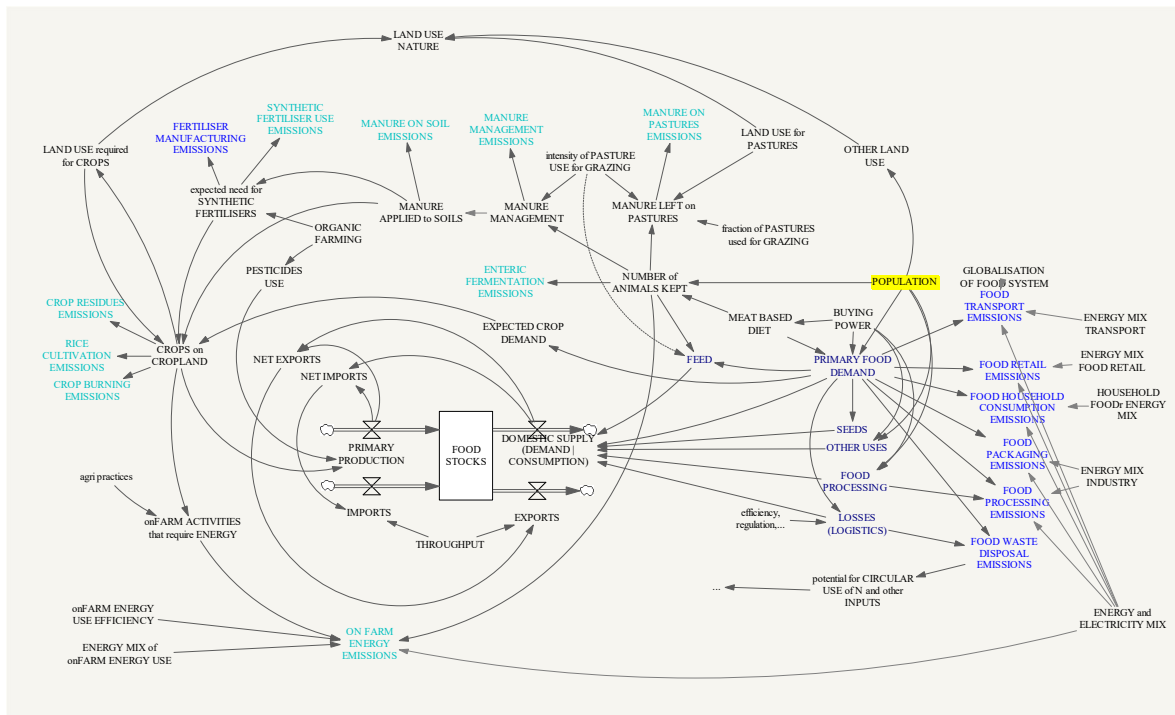 LAND USE
NATURE
SYNTHETIC
FERTILISER USE
EMISSIONS
FERTILISER
MANUFACTURING
EMISSIONS
MANURE ON SOIL
EMISSIONS
MANURE
MANAGEMENT
EMISSIONS
MANURE ON
PASTURES
EMISSIONS
LAND USE for
PASTURES
LAND USE required
for CROPS
intensity of PASTURE
USE for GRAZING
OTHER LAND
USE
expected need for
SYNTHETIC
FERTILISERS
MANURE
APPLIED to SOILS
MANURE
MANAGEMENT
MANURE LEFT on
PASTURES
ORGANIC
FARMING
fraction of PASTURES
used for GRAZING
PESTICIDES
USE
ENTERIC
FERMENTATION
EMISSIONS
NUMBER of
ANIMALS KEPT
POPULATION
GLOBALISATION
OF FOOD SYSTEM
FOOD
TRANSPORT
EMISSIONS
CROP RESIDUES
EMISSIONS
EXPECTED CROP
DEMAND
MEAT BASED
DIET
BUYING
POWER
ENERGY MIX
TRANSPORT
RICE
CULTIVATION
EMISSIONS
CROPS on
CROPLAND
NET EXPORTS
NET IMPORTS
FEED
PRIMARY FOOD
DEMAND
FOOD RETAIL
EMISSIONS
ENERGY MIX
FOOD RETAIL
CROP BURNING
EMISSIONS
FOOD HOUSEHOLD
CONSUMPTION
EMISSIONS
HOUSEHOLD
FOODr ENERGY
MIX
PRIMARY
PRODUCTION
FOOD
STOCKS
DOMESTIC SUPPLY
(DEMAND |
CONSUMPTION)
SEEDS
OTHER USES
FOOD
PACKAGING
EMISSIONS
agri practices
FOOD
PROCESSING
ENERGY MIX
INDUSTRY
FOOD
PROCESSING
EMISSIONS
onFARM ACTIVITIES
that require ENERGY
IMPORTS
EXPORTS
THROUGHPUT
efficiency,
regulation,...
LOSSES
(LOGISTICS)
FOOD WASTE
DISPOSAL
EMISSIONS
...
potential for CIRCULAR
USE of N and other
INPUTS
onFARM ENERGY
USE EFFICIENCY
ENERGY and
ELECTRICITY MIX
ENERGY MIX of
onFARM ENERGY USE
ON FARM
ENERGY
EMISSIONS